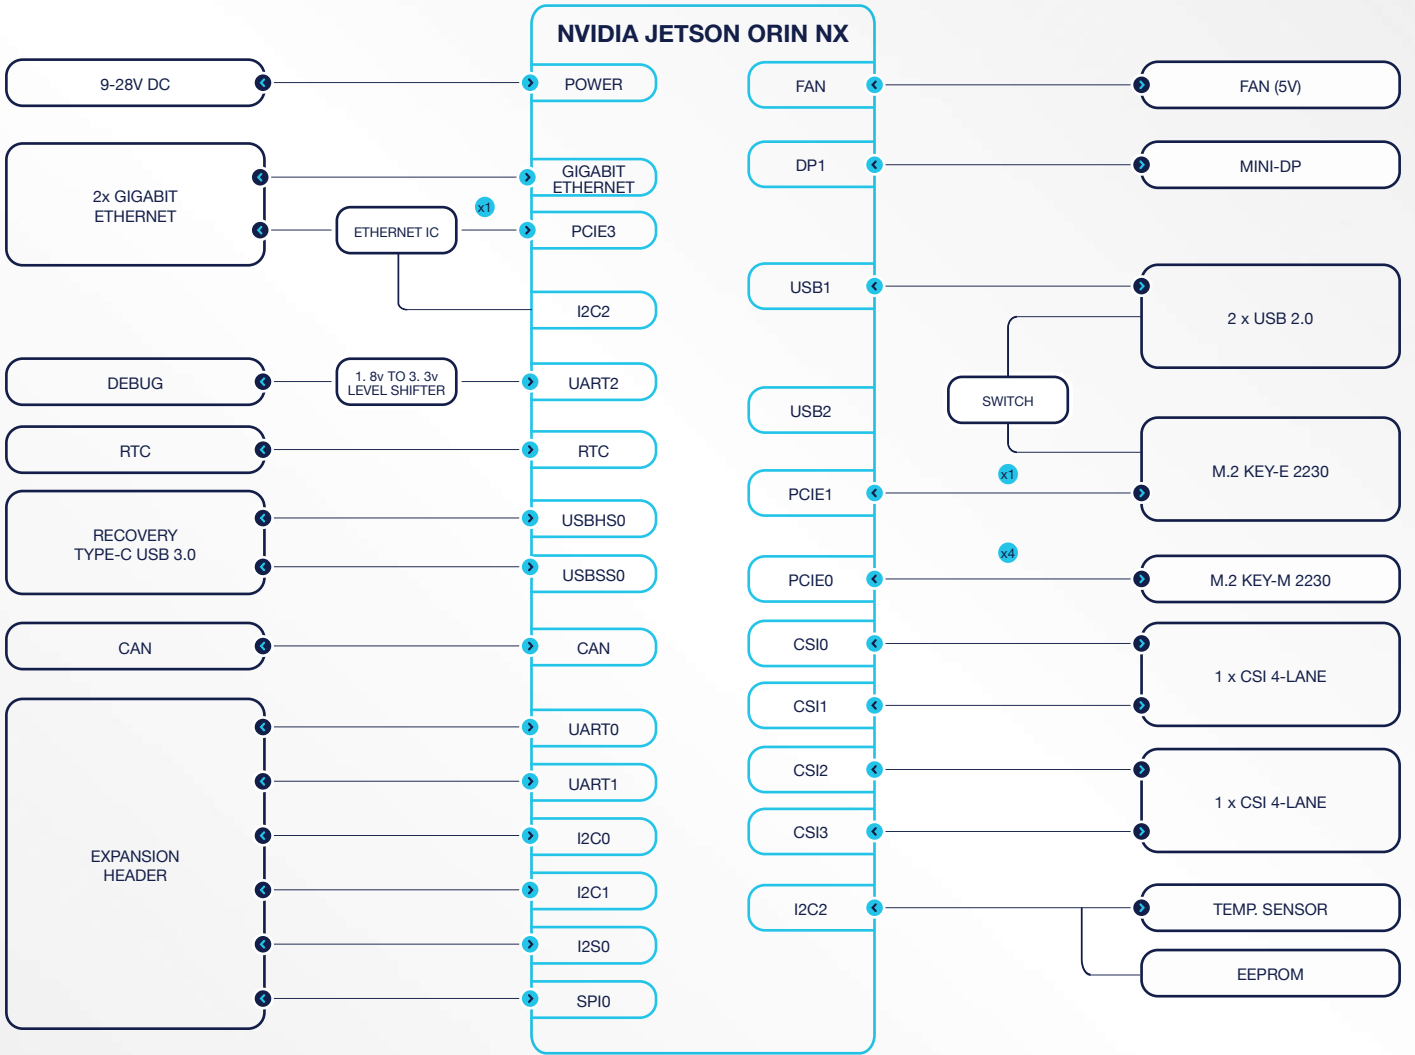 NVIDIA JETSON ORIN NX
9-28V DC
POWER
2x GIGABIT
ETHERNET
GIGABIT
ETHERNET
x1
ETHERNET IC
PCIE3
I2C2
DEBUG
1. 8v TO 3. 3v
LEVEL SHIFTER
UART2
RTC
RTC
RECOVERY
TYPE-C USB 3.0
USBHS0
USBSS0
CAN
CAN
EXPANSION
HEADER
UART0
UART1
I2C0
I2C1
I2S0
SPI0
FAN
FAN (5V)
DP1
MINI-DP
USB1
2 x USB 2.0
SWITCH
USB2
x1
M.2 KEY-E 2230
PCIE1
x4
PCIE0
M.2 KEY-M 2230
CSI0
CSI1
1 x CSI 4-LANE
CSI2
CSI3
1 x CSI 4-LANE
I2C2
TEMP. SENSOR
EEPROM